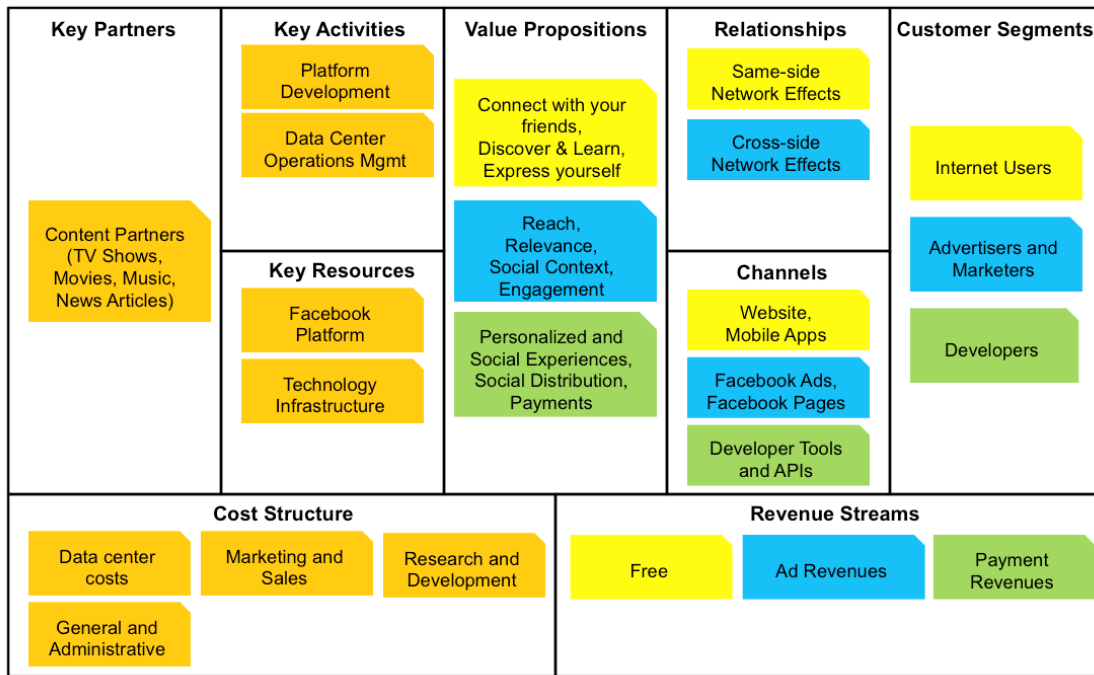 Key Partners
Content Partners
(TV Shows,
Movies, Music,
News Articles)
Key Activities
Platform
Development
Data Center
Operations Mgmt
Key Resources
Facebook
Platform
Technology
Infrastructure
Value Propositions
Connect with your
friends,
Discover & Learn,
Express yourself
Reach,
Relevance,
Social Context,
Engagement
Personalized and
Social Experiences,
Social Distribution,
Payments
Relationships
Same-side
Network Effects
Cross-side
Network Effects
Channels
Website,
Mobile Apps
Facebook Ads,
Facebook Pages
Developer Tools
and APIs
Customer Segments
Internet Users
Advertisers and
Marketers
Developers
Cost Structure
Data center
costs
Marketing and
Sales
Research and
Development
General and
Administrative
Revenue Streams
Free
Ad Revenues
Payment
Revenues